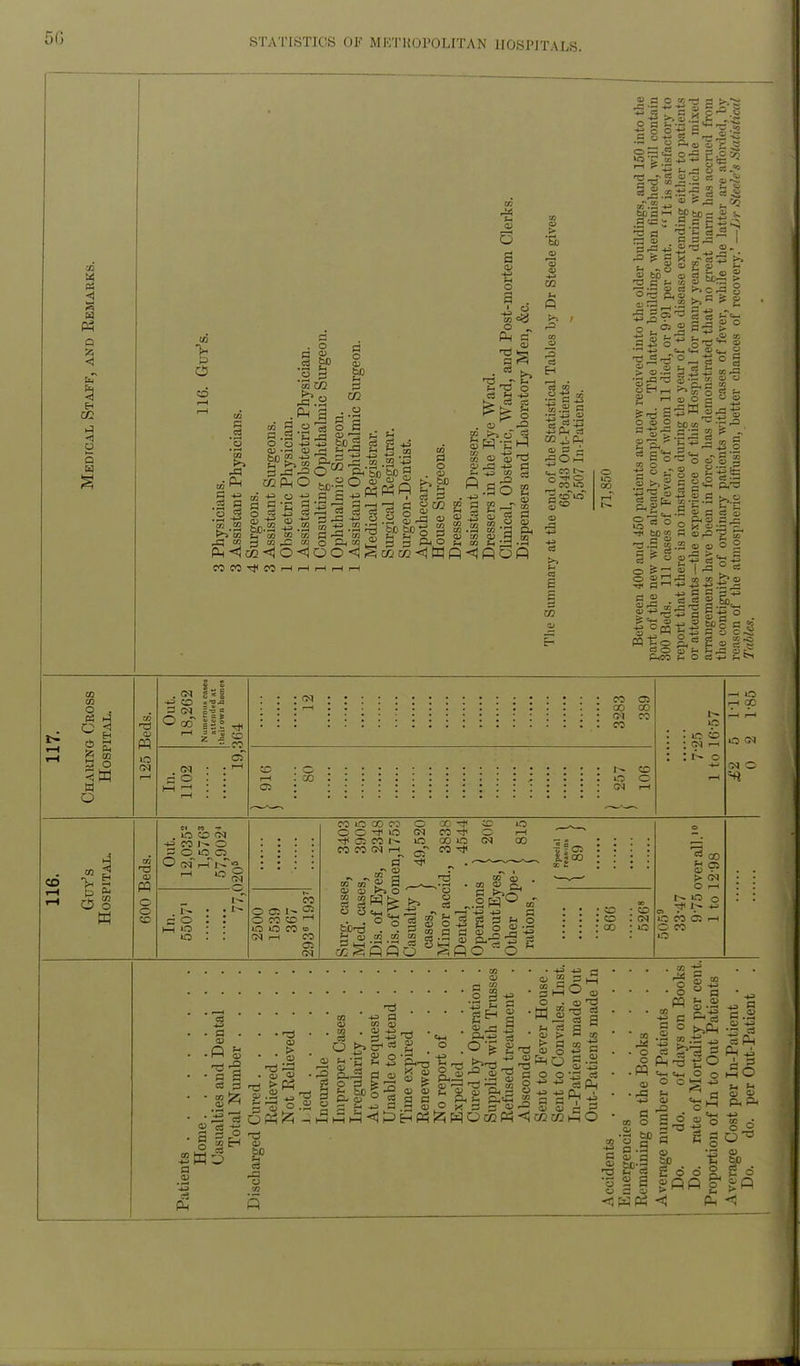 56
STATISTICS OF METROPOLITAN HOSPITALS.
116.
117.
Guy's Hospital.
Charing Cross Hospital.
Medical Staff, and Remarks.
600 Beds.
125 Beds.
In. Out.
In. Out.
Patients . . . 5507¹ 12,035² 1102 18,262
Home . . . 1,576³ Numerous cases attended at their own homes
Casualties and Dental . . 57,902⁴
Total Number . . . 77,020⁵ 19,364
Discharged Cured . . . 2500 Surg. cases, 3403 916
Relieved . . . 1539 Med. cases, 3905
Not Relieved . . 367 Dis. of Eyes, 2348
Died . . . 293⁶ 193⁷ Dis. of Women, 1753 80 12
Incurable
Improper Cases
Irregularity . . .
At own request . .
Unable to attend . .
Time expired . . .
Renewed . . .
No report of . . .
Expelled . . .
Cured by Operation .
Supplied with Trusses
Refused treatment .
Absconded . . .
Sent to Fever House.
Sent to Convales. Inst.
In-Patients made Out
Out-Patients made In
Casualty cases, 49,520
Minor accid., 3838
Dental, . . 4544
Operations about Eyes, 206
Other Operations, . 815
Special reasons 89
Accidents . . . 866 257 3283
Emergencies . . . 106 389
Remaining on the Books . . . 526⁸
Average number of Patients . . 505⁹
Do. do. of days on Books 33·47
Do. rate of Mortality per cent. 9·75 over all.¹⁰ 7·25
Proportion of In to Out Patients 1 to 12·98 1 to 16·57
Average Cost per In-Patient . . £2 5 1·11
Do. do. per Out-Patient . 0 2 1·85
116. Guy's.
3 Physicians.
3 Assistant Physicians.
4 Surgeons.
3 Assistant Surgeons.
1 Obstetric Physician.
1 Assistant Obstetric Physician.
1 Consulting Ophthalmic Surgeon.
1 Ophthalmic Surgeon.
1 Assistant Ophthalmic Surgeon.
Medical Registrar.
Surgical Registrar.
Surgeon-Dentist.
Apothecary.
House Surgeons.
Dressers.
Assistant Dressers.
Dressers in the Eye Ward.
Clinical, Obstetric, Ward, and Post-mortem Clerks.
Dispensers and Laboratory Men, &c.
The Summary at the end of the Statistical Tables by Dr Steele gives
66,343 Out-Patients.
5,507 In-Patients.
71,850
Between 400 and 450 patients are now received into the older buildings, and 150 into the
part of the new wing already completed. The latter building, when finished, will contain
300 Beds. 111 cases of Fever, of whom 11 died, or 9·91 per cent. "It is satisfactory to
report that there is no instance during the year of the disease extending either to patients
or attendants—the experience of this Hospital for many years, during which the mixed
arrangements have been in force, has demonstrated that no great harm has accrued from
the contiguity of ordinary patients with cases of fever, while the latter are afforded, by
reason of the atmospheric diffusion, better chances of recovery.'—Dr Steele's Statistical
Tables.